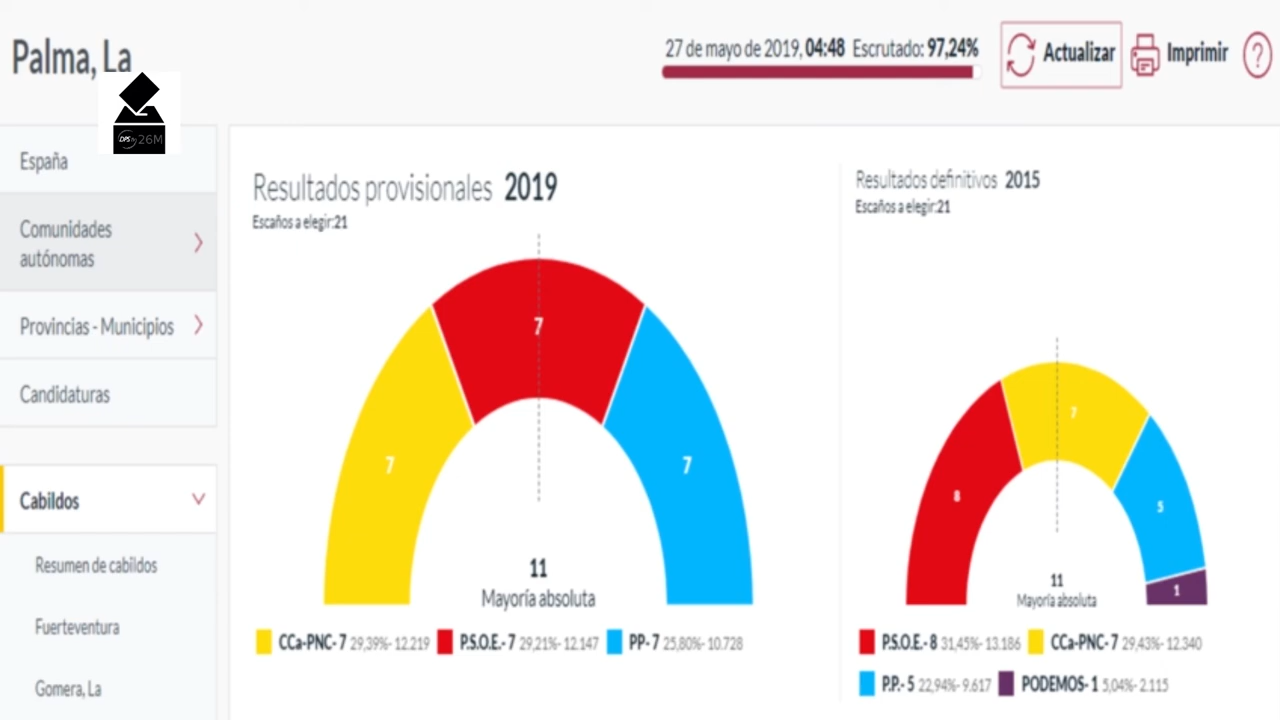 Palma, La
27 de mayo de 2019, 04:48 Escrutado: 97,24%
Actualizar
Imprimir
?
DPS by 26M
España
Comunidades
autónomas
Provincias - Municipios
Candidaturas
Cabildos
Resumen de cabildos
Fuerteventura
Gomera, La
Resultados provisionales 2019
Escaños a elegir:21
7
7
7
11
Mayoría absoluta
CCa-PNC- 7 29,39%- 12.219 P.S.O.E.- 7 29,21%- 12.147 PP- 7 25,80%- 10.728
Resultados definitivos 2015
Escaños a elegir:21
7
8
5
1
11
Mayoría absoluta
P.S.O.E.- 8 31,45%- 13.186 CCa-PNC- 7 29,43%- 12.340
P.P.- 5 22,94%- 9.617 PODEMOS- 1 5,04%- 2.115